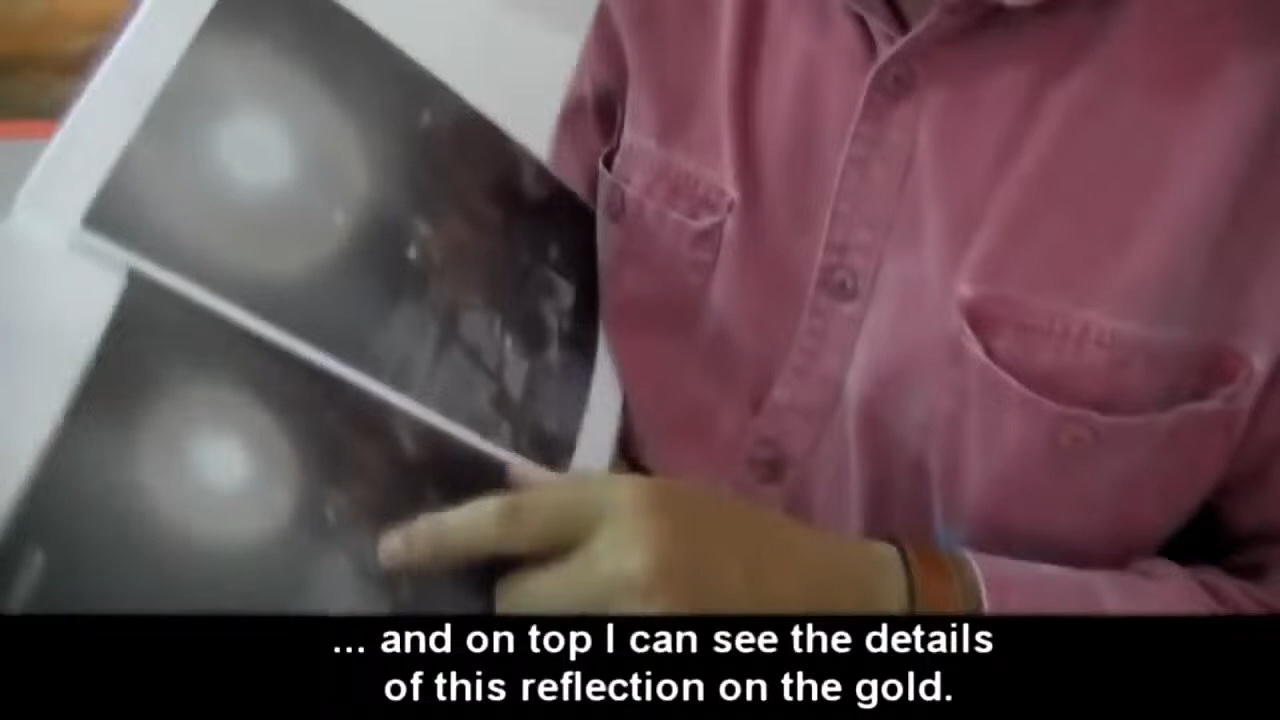 ... and on top I can see the details
of this reflection on the gold.